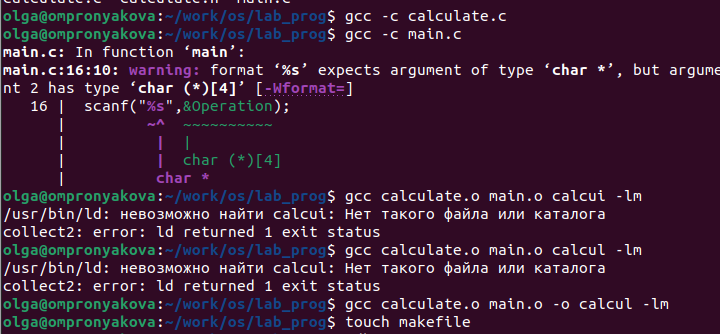 calculate.c  calculate.h  main.c
olga@ompronyakova:~/work/os/lab_prog$ gcc -c calculate.c
olga@ompronyakova:~/work/os/lab_prog$ gcc -c main.c
main.c: In function ‘main’:
main.c:16:10: warning: format ‘%s’ expects argument of type ‘char *’, but argume
nt 2 has type ‘char (*)[4]’ [-Wformat=]
   16 |  scanf("%s",&Operation);
      |         ~^  ~~~~~~~~~~
      |          |  |
      |          |  char (*)[4]
      |          char *
olga@ompronyakova:~/work/os/lab_prog$ gcc calculate.o main.o calcui -lm
/usr/bin/ld: невозможно найти calcui: Нет такого файла или каталога
collect2: error: ld returned 1 exit status
olga@ompronyakova:~/work/os/lab_prog$ gcc calculate.o main.o calcul -lm
/usr/bin/ld: невозможно найти calcul: Нет такого файла или каталога
collect2: error: ld returned 1 exit status
olga@ompronyakova:~/work/os/lab_prog$ gcc calculate.o main.o -o calcul -lm
olga@ompronyakova:~/work/os/lab_prog$ touch makefile